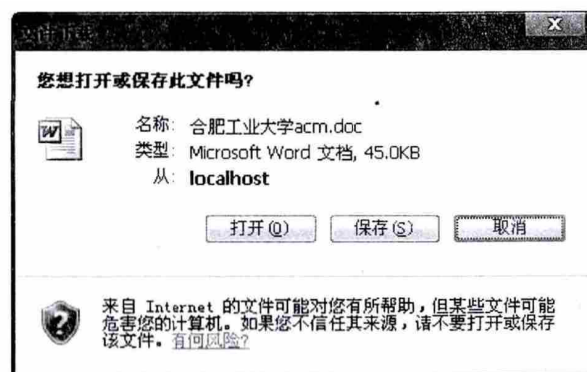 文件下载
您想打开或保存此文件吗?
名称: 合肥工业大学acm.doc
类型: Microsoft Word 文档, 45.0KB
从: localhost
打开(O) 保存(S) 取消
来自 Internet 的文件可能对您有所帮助,但某些文件可能
危害您的计算机。如果您不信任其来源,请不要打开或保存
该文件。有何风险?